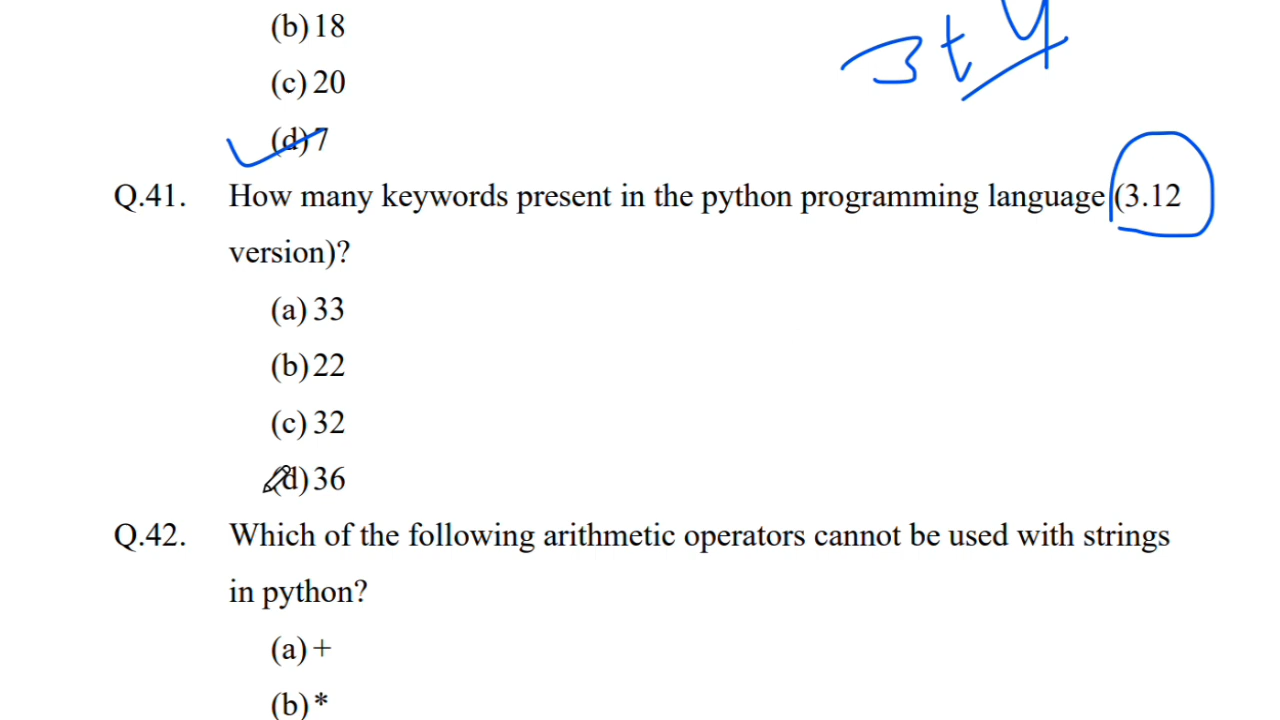 (b) 18
3 + 4
(c) 20
(d) 7
Q.41. How many keywords present in the python programming language (3.12
version)?
(a) 33
(b) 22
(c) 32
(d) 36
Q.42. Which of the following arithmetic operators cannot be used with strings
in python?
(a) +
(b) *